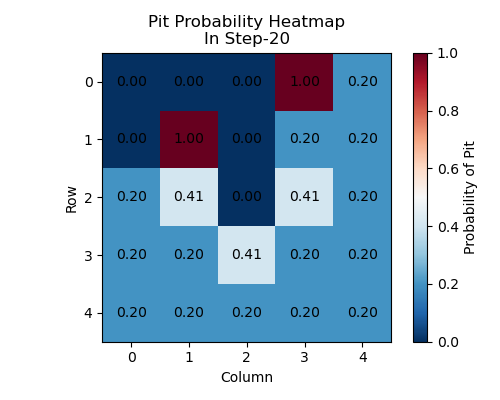 Pit Probability Heatmap
In Step-20
0 0.00 0.00 0.00 1.00 0.20
1 0.00 1.00 0.00 0.20 0.20
2 0.20 0.41 0.00 0.41 0.20
3 0.20 0.20 0.41 0.20 0.20
4 0.20 0.20 0.20 0.20 0.20
0 1 2 3 4
Row
Column
1.0
0.8
0.6
0.4
0.2
0.0
Probability of Pit